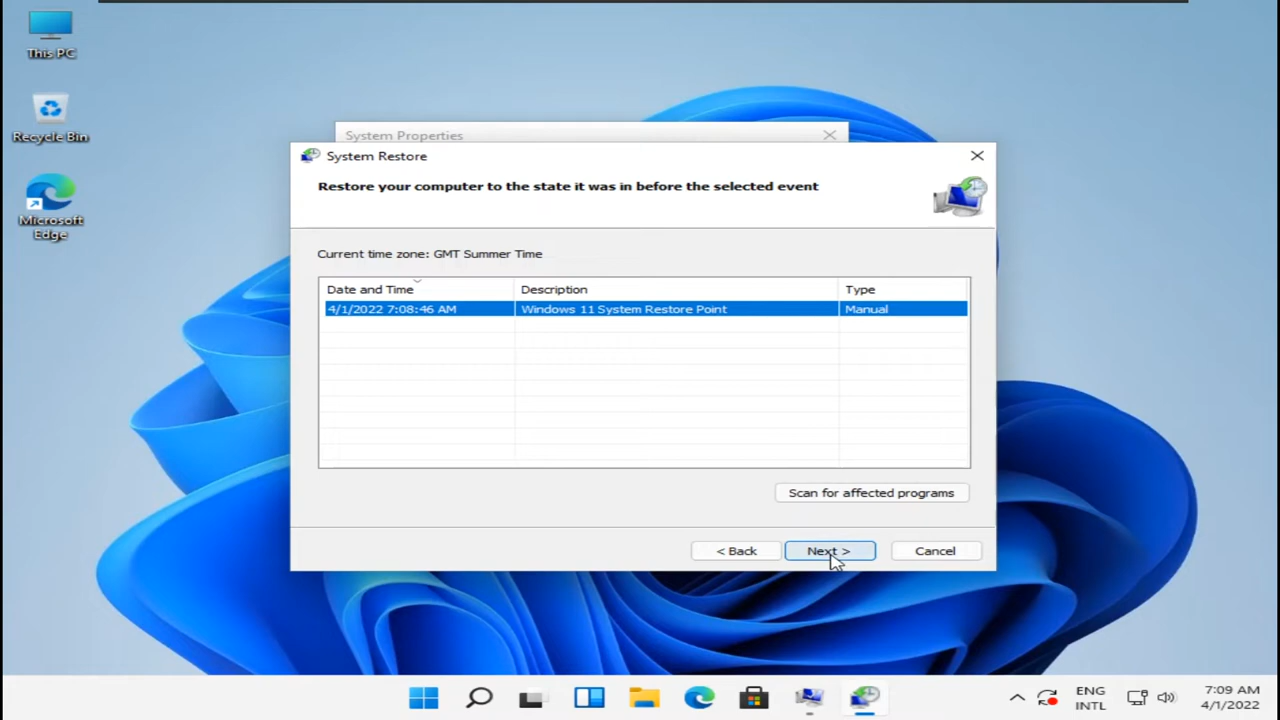 This PC
Recycle Bin
Microsoft
Edge
System Properties
System Restore
Restore your computer to the state it was in before the selected event
Current time zone: GMT Summer Time
Date and Time Description Type
4/1/2022 7:08:46 AM Windows 11 System Restore Point Manual
Scan for affected programs
< Back Next > Cancel
ENG 7:09 AM
INTL 4/1/2022